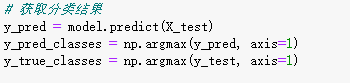 # 获取分类结果
y_pred = model.predict(X_test)
y_pred_classes = np.argmax(y_pred, axis=1)
y_true_classes = np.argmax(y_test, axis=1)